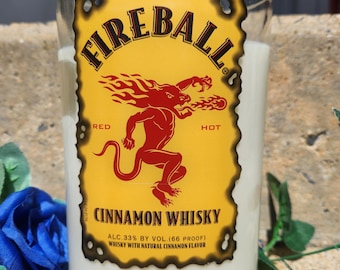 FIREBALL
RED HOT
CINNAMON WHISKY
ALC 33% BY VOL (66 PROOF)
WHISKY WITH NATURAL CINNAMON FLAVOR